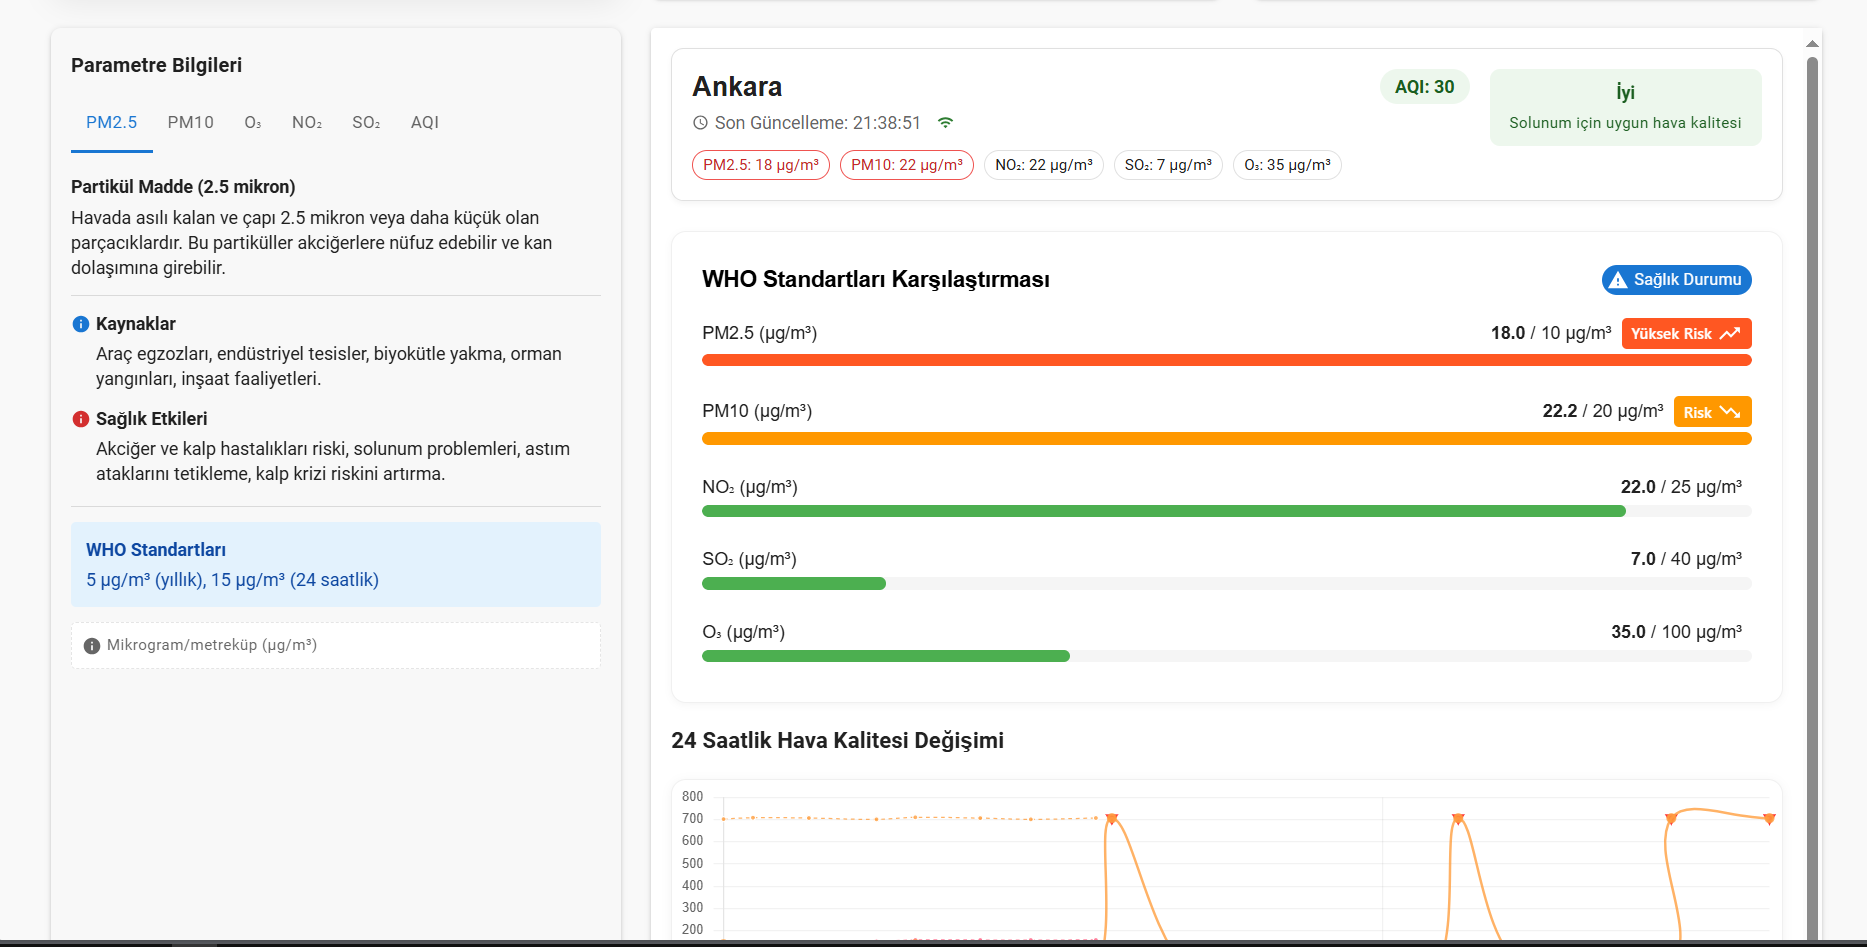 Parametre Bilgileri
PM2.5 PM10 O₃ NO₂ SO₂ AQI
Partikül Madde (2.5 mikron)
Havada asılı kalan ve çapı 2.5 mikron veya daha küçük olan
parçacıklardır. Bu partiküller akciğerlere nüfuz edebilir ve kan
dolaşımına girebilir.
Kaynaklar
Araç egzozları, endüstriyel tesisler, biyokütle yakma, orman
yangınları, inşaat faaliyetleri.
Sağlık Etkileri
Akciğer ve kalp hastalıkları riski, solunum problemleri, astım
ataklarını tetikleme, kalp krizi riskini artırma.
WHO Standartları
5 µg/m³ (yıllık), 15 µg/m³ (24 saatlik)
Mikrogram/metreküp (µg/m³)
Ankara
Son Güncelleme: 21:38:51
AQI: 30
İyi
Solunum için uygun hava kalitesi
PM2.5: 18 µg/m³ PM10: 22 µg/m³ NO₂: 22 µg/m³ SO₂: 7 µg/m³ O₃: 35 µg/m³
WHO Standartları Karşılaştırması
Sağlık Durumu
PM2.5 (µg/m³) 18.0 / 10 µg/m³ Yüksek Risk
PM10 (µg/m³) 22.2 / 20 µg/m³ Risk
NO₂ (µg/m³) 22.0 / 25 µg/m³
SO₂ (µg/m³) 7.0 / 40 µg/m³
O₃ (µg/m³) 35.0 / 100 µg/m³
24 Saatlik Hava Kalitesi Değişimi
800
700
600
500
400
300
200